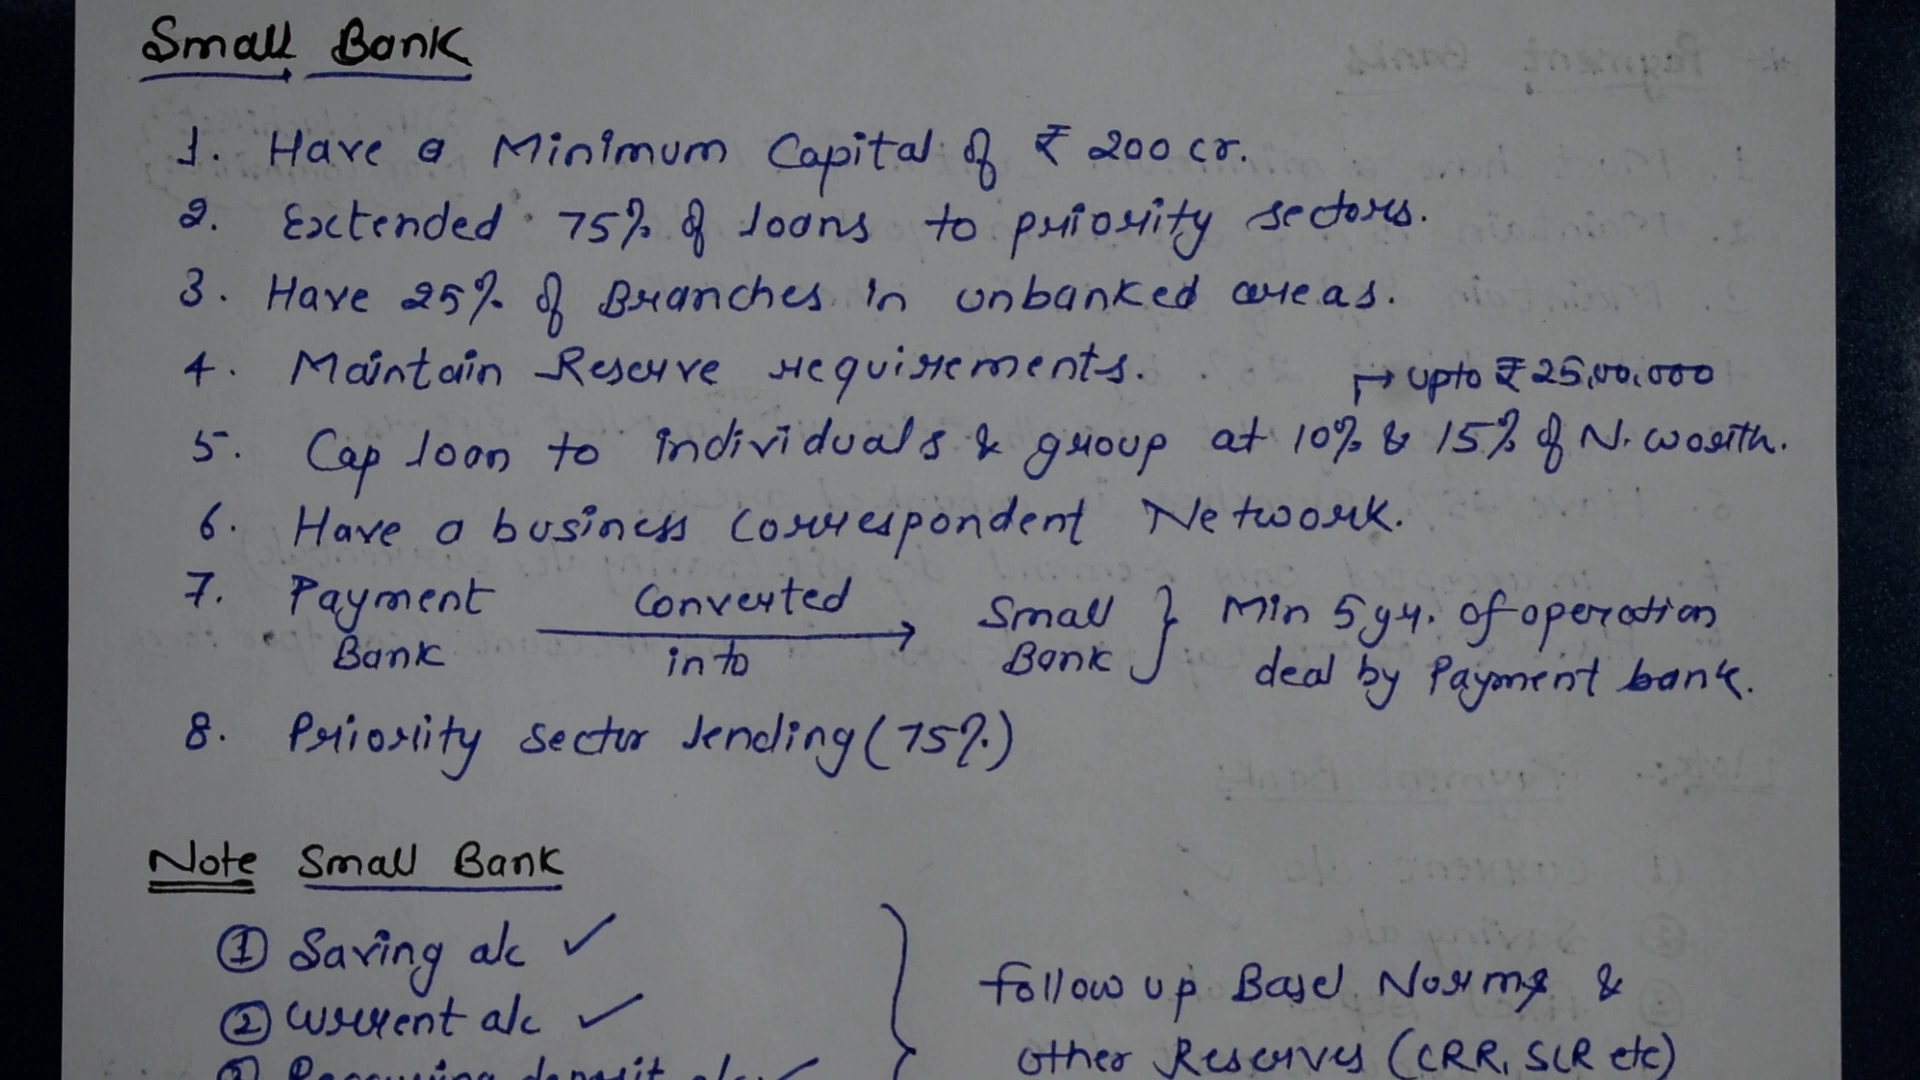 Small Bank
1. Have a Minimum Capital of ₹ 200 cr.
2. Extended 75% of loans to priority sectors.
3. Have 25% of Branches in unbanked areas.
4. Maintain Reserve requirements.
→ upto ₹ 25,00,000
5. Cap loan to individuals & group at 10% & 15% of N. worth.
6. Have a business correspondent Network.
7. Payment Bank Converted into → Small Bank } Min 5 yr. of operation
deal by Payment bank.
8. Priority sector lending (75%)
Note Small Bank
① Saving a/c ✓
② Current a/c ✓
③ Reccuring deposit a/c ✓
} follow up Basel Norms &
other Reserves (CRR, SLR etc)